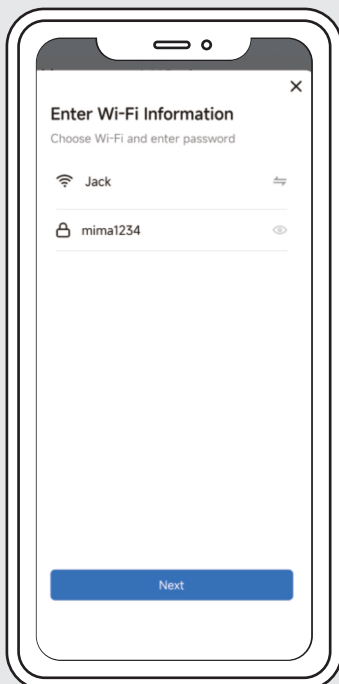 Enter Wi-Fi Information
Choose Wi-Fi and enter password
Jack
mima1234
Next